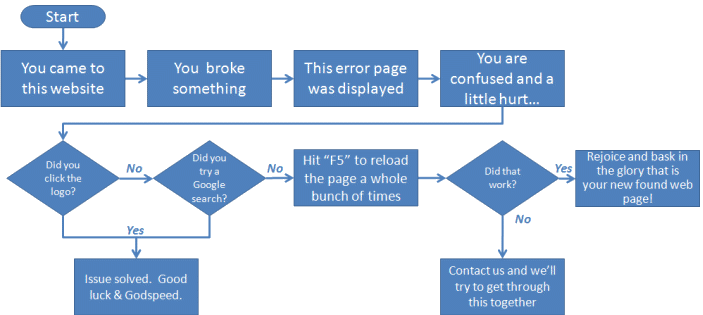 Start
You came to
this website
You broke
something
This error page
was displayed
You are
confused and a
little hurt...
Did you
click the
logo?
No
Did you
try a
Google
search?
No
Hit “F5” to reload
the page a whole
bunch of times
Did that
work?
Yes
Rejoice and bask in
the glory that is
your new found web
page!
Yes
No
Issue solved. Good
luck & Godspeed.
Contact us and we’ll
try to get through
this together